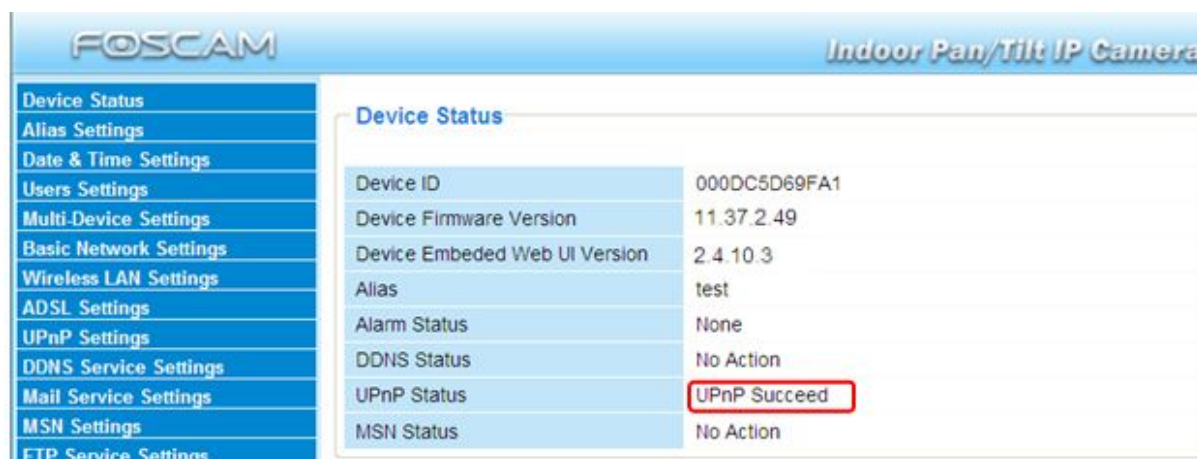 FOSCAM
Indoor Pan/Tilt IP Camera
Device Status
Alias Settings
Date & Time Settings
Users Settings
Multi-Device Settings
Basic Network Settings
Wireless LAN Settings
ADSL Settings
UPnP Settings
DDNS Service Settings
Mail Service Settings
MSN Settings
FTP Service Settings
Device Status
Device ID 000DC5D69FA1
Device Firmware Version 11.37.2.49
Device Embeded Web UI Version 2.4.10.3
Alias test
Alarm Status None
DDNS Status No Action
UPnP Status UPnP Succeed
MSN Status No Action